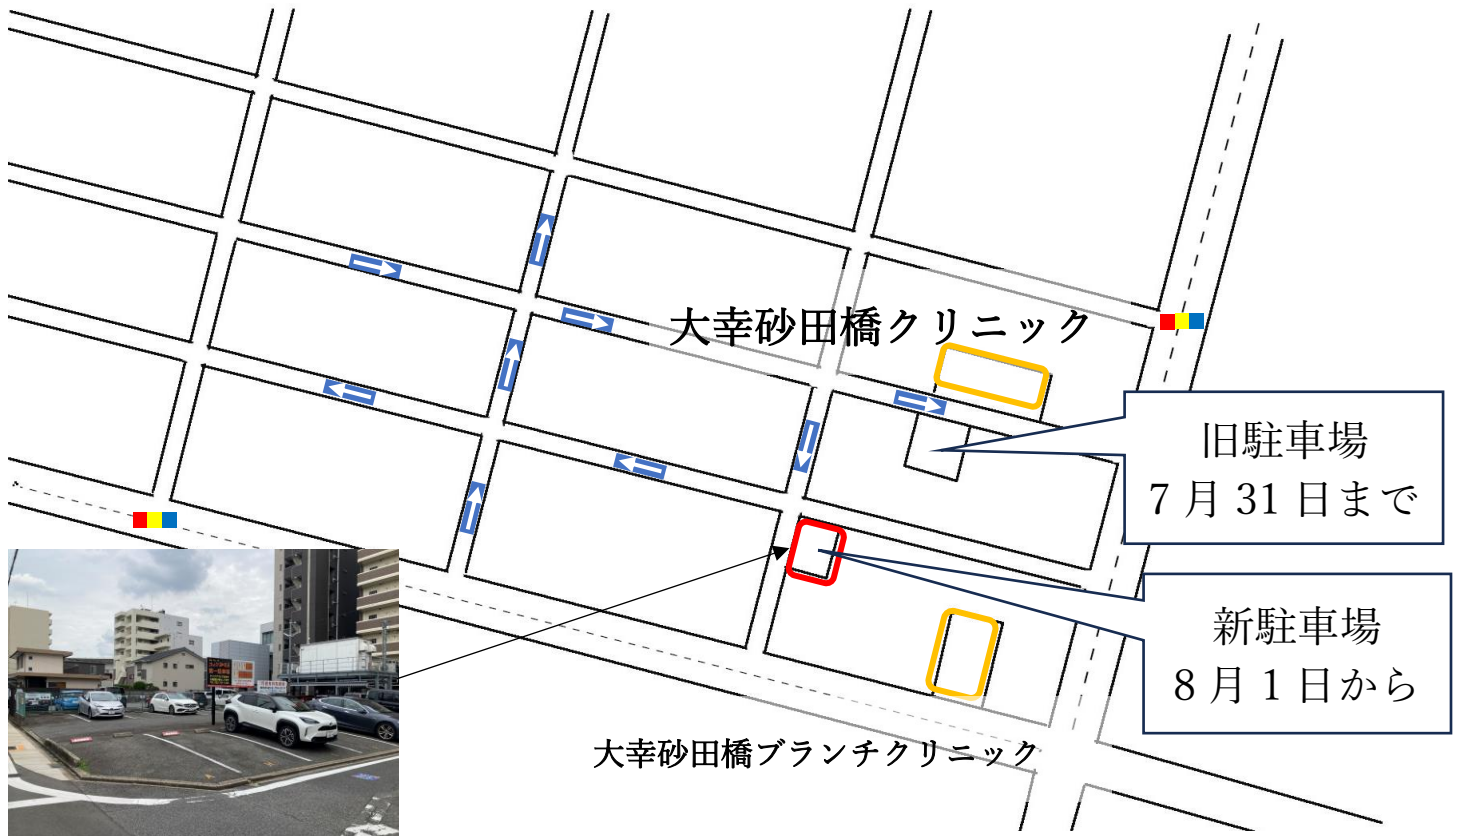 大幸砂田橋クリニック
旧駐車場
7月31日まで
新駐車場
8月1日から
大幸砂田橋ブランチクリニック